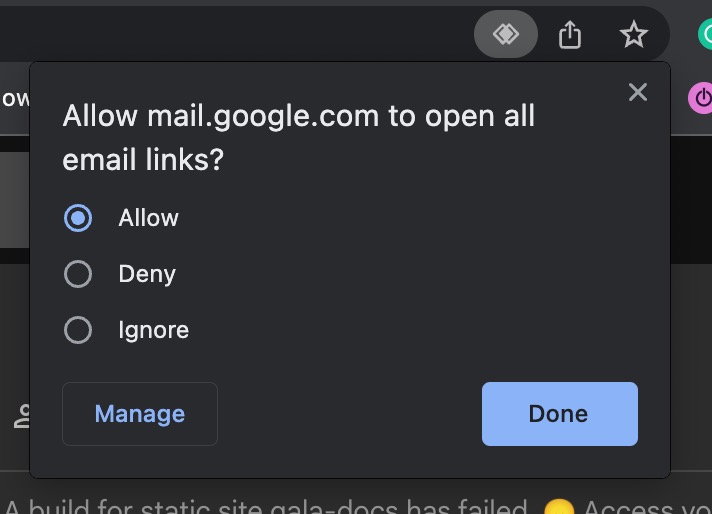 Allow mail.google.com to open all
email links?
Allow
Deny
Ignore
Manage
Done
A build for static site gala-docs has failed
Access yo